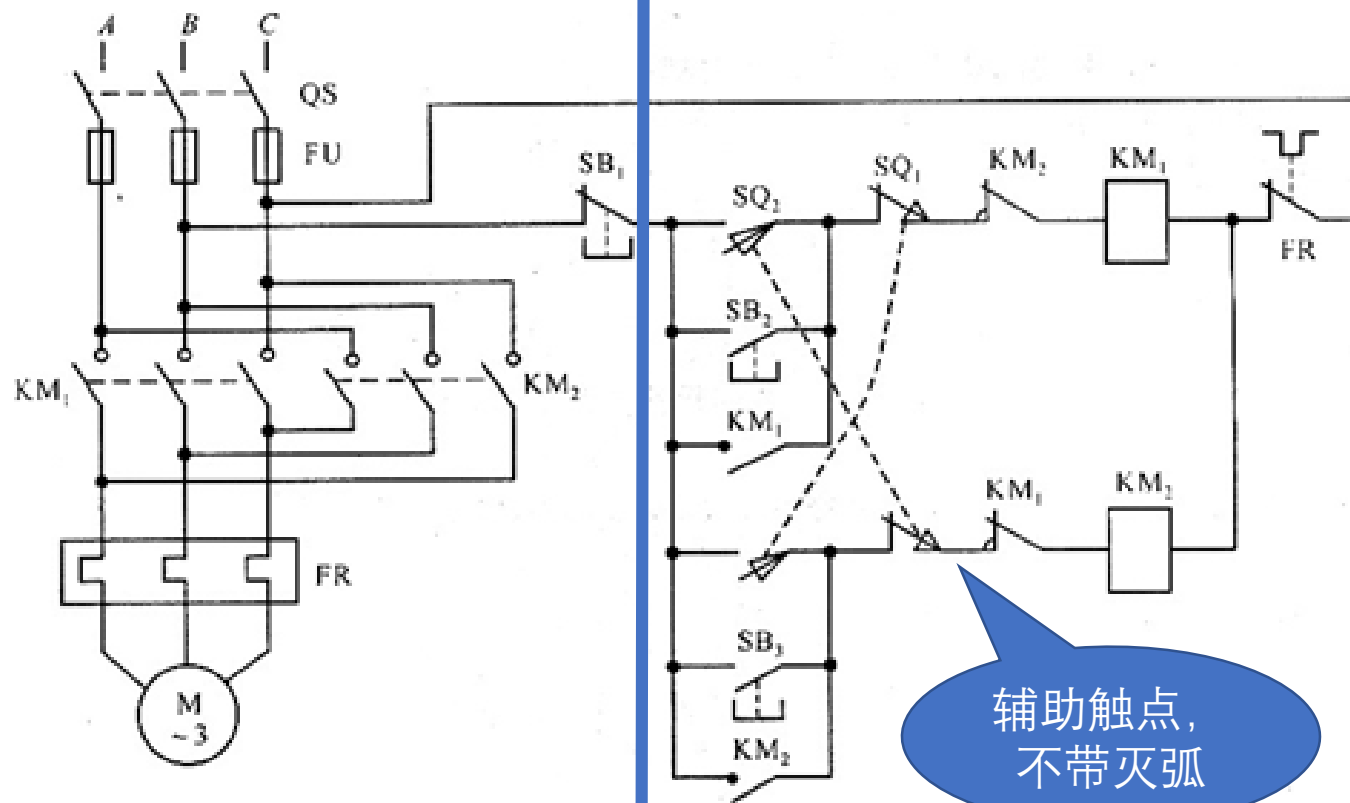 A B C
QS
FU
SB₁
KM₁
KM₂
FR
M
~3
SQ₂
SQ₁
KM₂
KM₁
FR
SB₂
KM₁
KM₁
KM₂
SB₃
KM₂
辅助触点，
不带灭弧